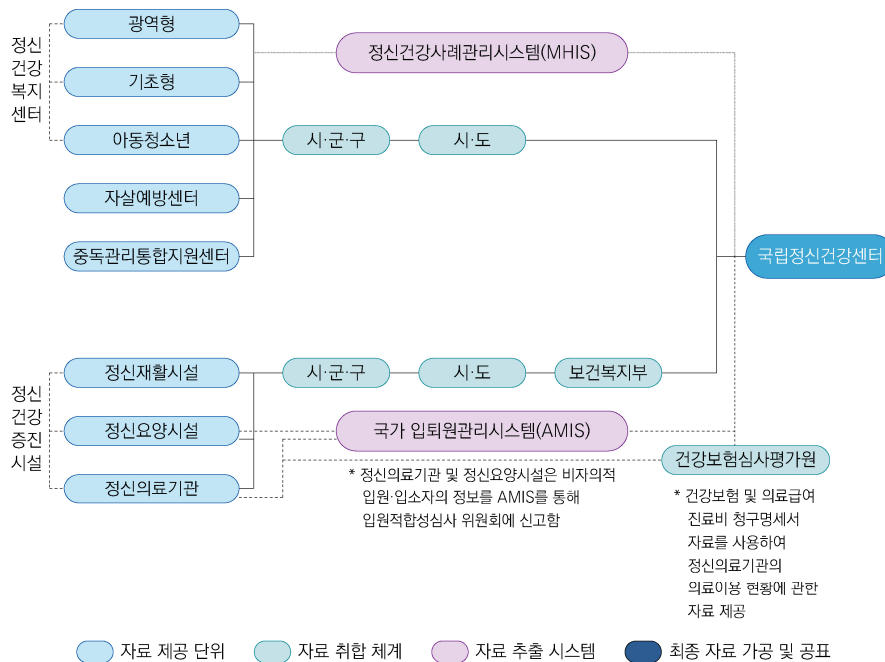 정신
건강
복지
센터
광역형
기초형
아동청소년
자살예방센터
중독관리통합지원센터
정신건강사례관리시스템(MHIS)
시·군·구
시·도
국립정신건강센터
정신
건강
증진
시설
정신재활시설
정신요양시설
정신의료기관
시·군·구
시·도
보건복지부
국가 입퇴원관리시스템(AMIS)
* 정신의료기관 및 정신요양시설은 비자의적
입원·입소자의 정보를 AMIS를 통해
입원적합성심사 위원회에 신고함
건강보험심사평가원
* 건강보험 및 의료급여
진료비 청구명세서
자료를 사용하여
정신의료기관의
의료이용 현황에 관한
자료 제공
자료 제공 단위
자료 취합 체계
자료 추출 시스템
최종 자료 가공 및 공표